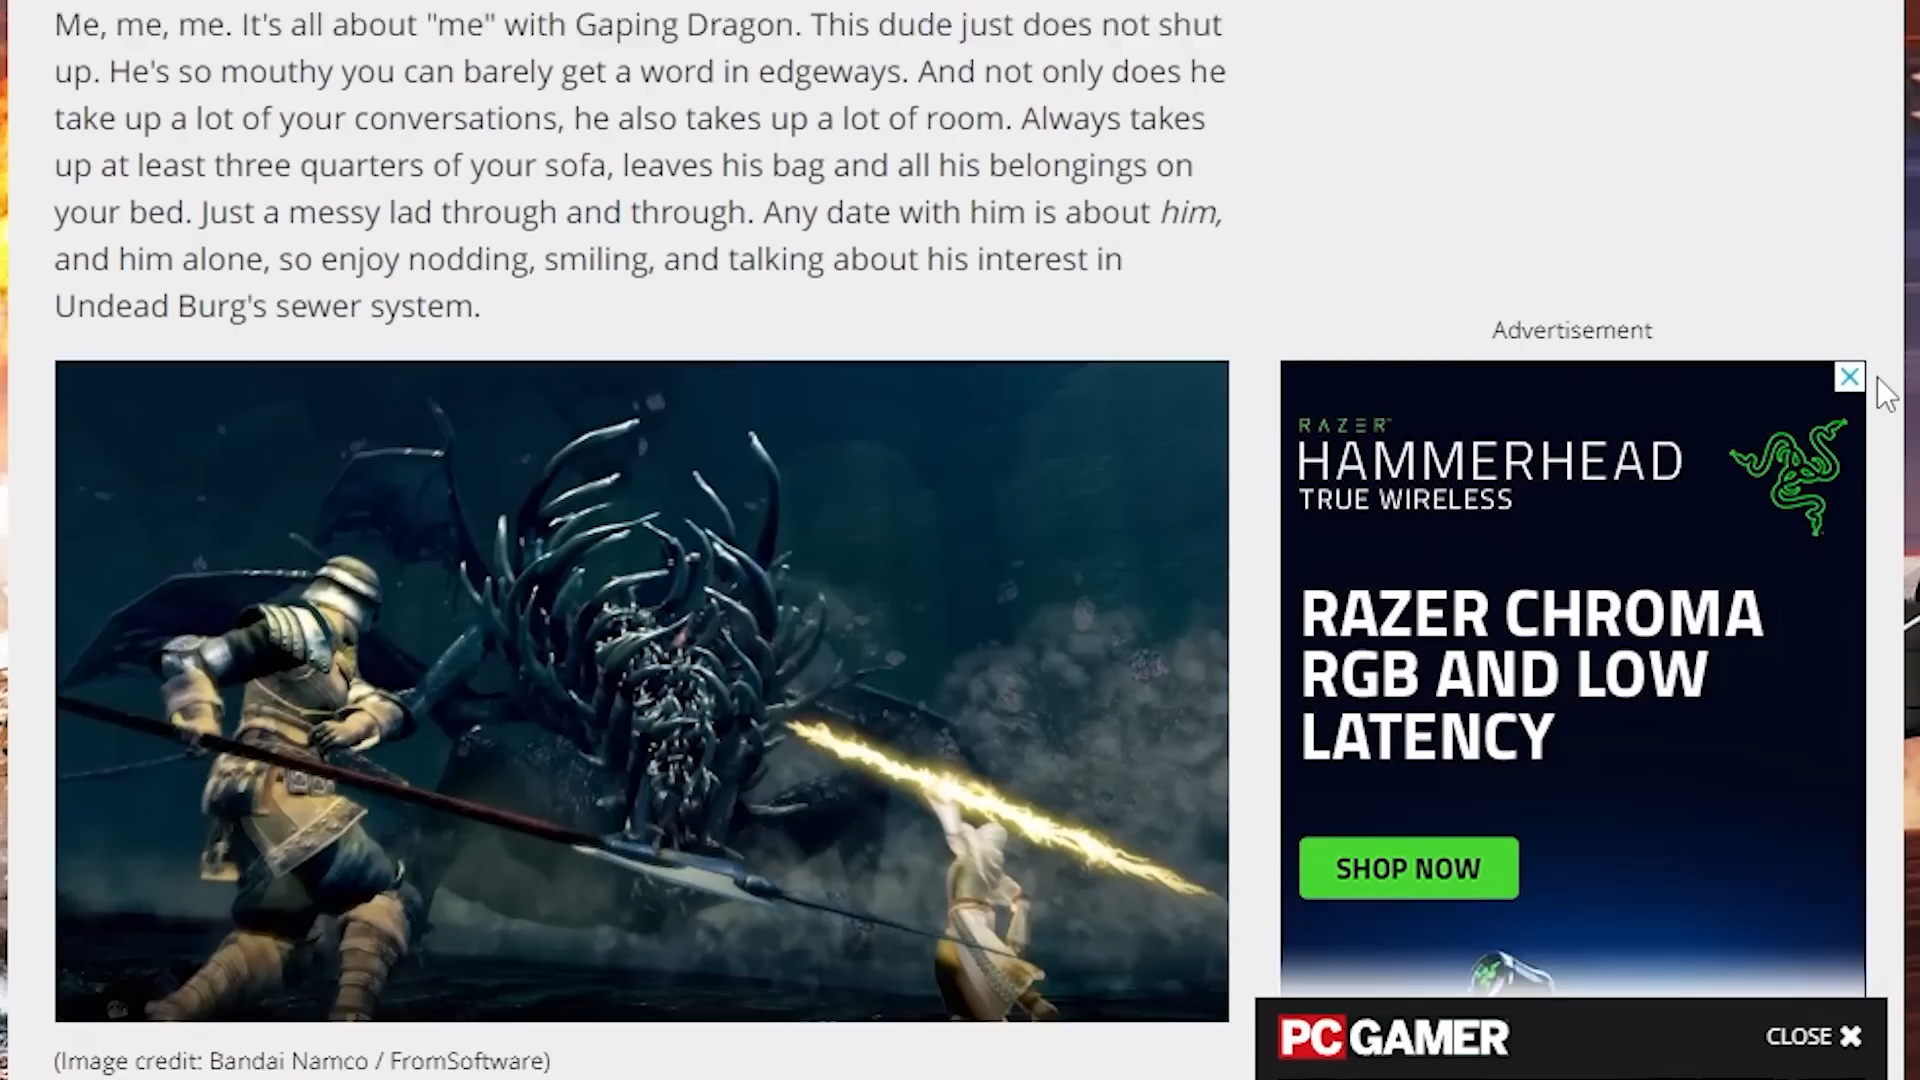 Me, me, me. It's all about "me" with Gaping Dragon. This dude just does not shut
up. He's so mouthy you can barely get a word in edgeways. And not only does he
take up a lot of your conversations, he also takes up a lot of room. Always takes
up at least three quarters of your sofa, leaves his bag and all his belongings on
your bed. Just a messy lad through and through. Any date with him is about him,
and him alone, so enjoy nodding, smiling, and talking about his interest in
Undead Burg's sewer system.
(Image credit: Bandai Namco / FromSoftware)
Advertisement
RAZER
HAMMERHEAD
TRUE WIRELESS
RAZER CHROMA
RGB AND LOW
LATENCY
SHOP NOW
PC GAMER
CLOSE